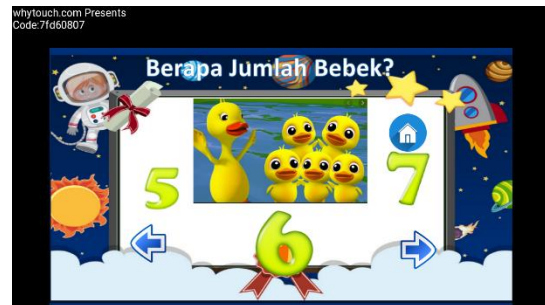 whytouch.com Presents
Code:7fd60807
Berapa Jumlah Bebek?
5
7
6